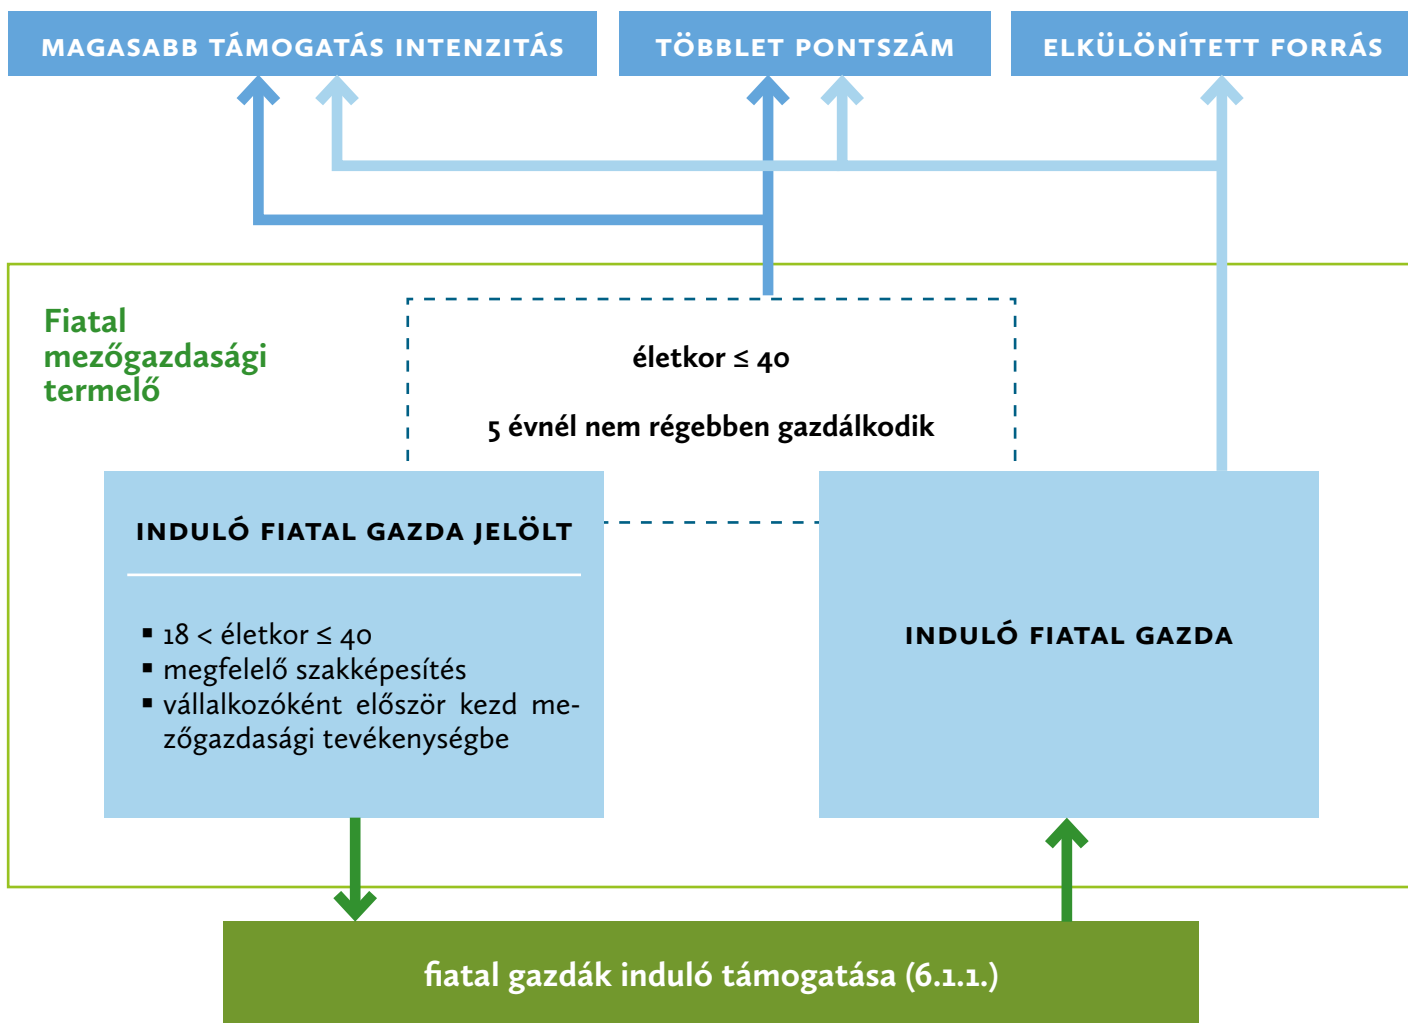 MAGASABB TÁMOGATÁS INTENZITÁS
TÖBBLET PONTSZÁM
ELKÜLÖNÍTETT FORRÁS
Fiatal
mezőgazdasági
termelő
életkor ≤ 40
5 évnél nem régebben gazdálkodik
INDULÓ FIATAL GAZDA JELÖLT
▪ 18 < életkor ≤ 40
▪ megfelelő szakképesítés
▪ vállalkozóként először kezd me-
zőgazdasági tevékenységbe
INDULÓ FIATAL GAZDA
fiatal gazdák induló támogatása (6.1.1.)